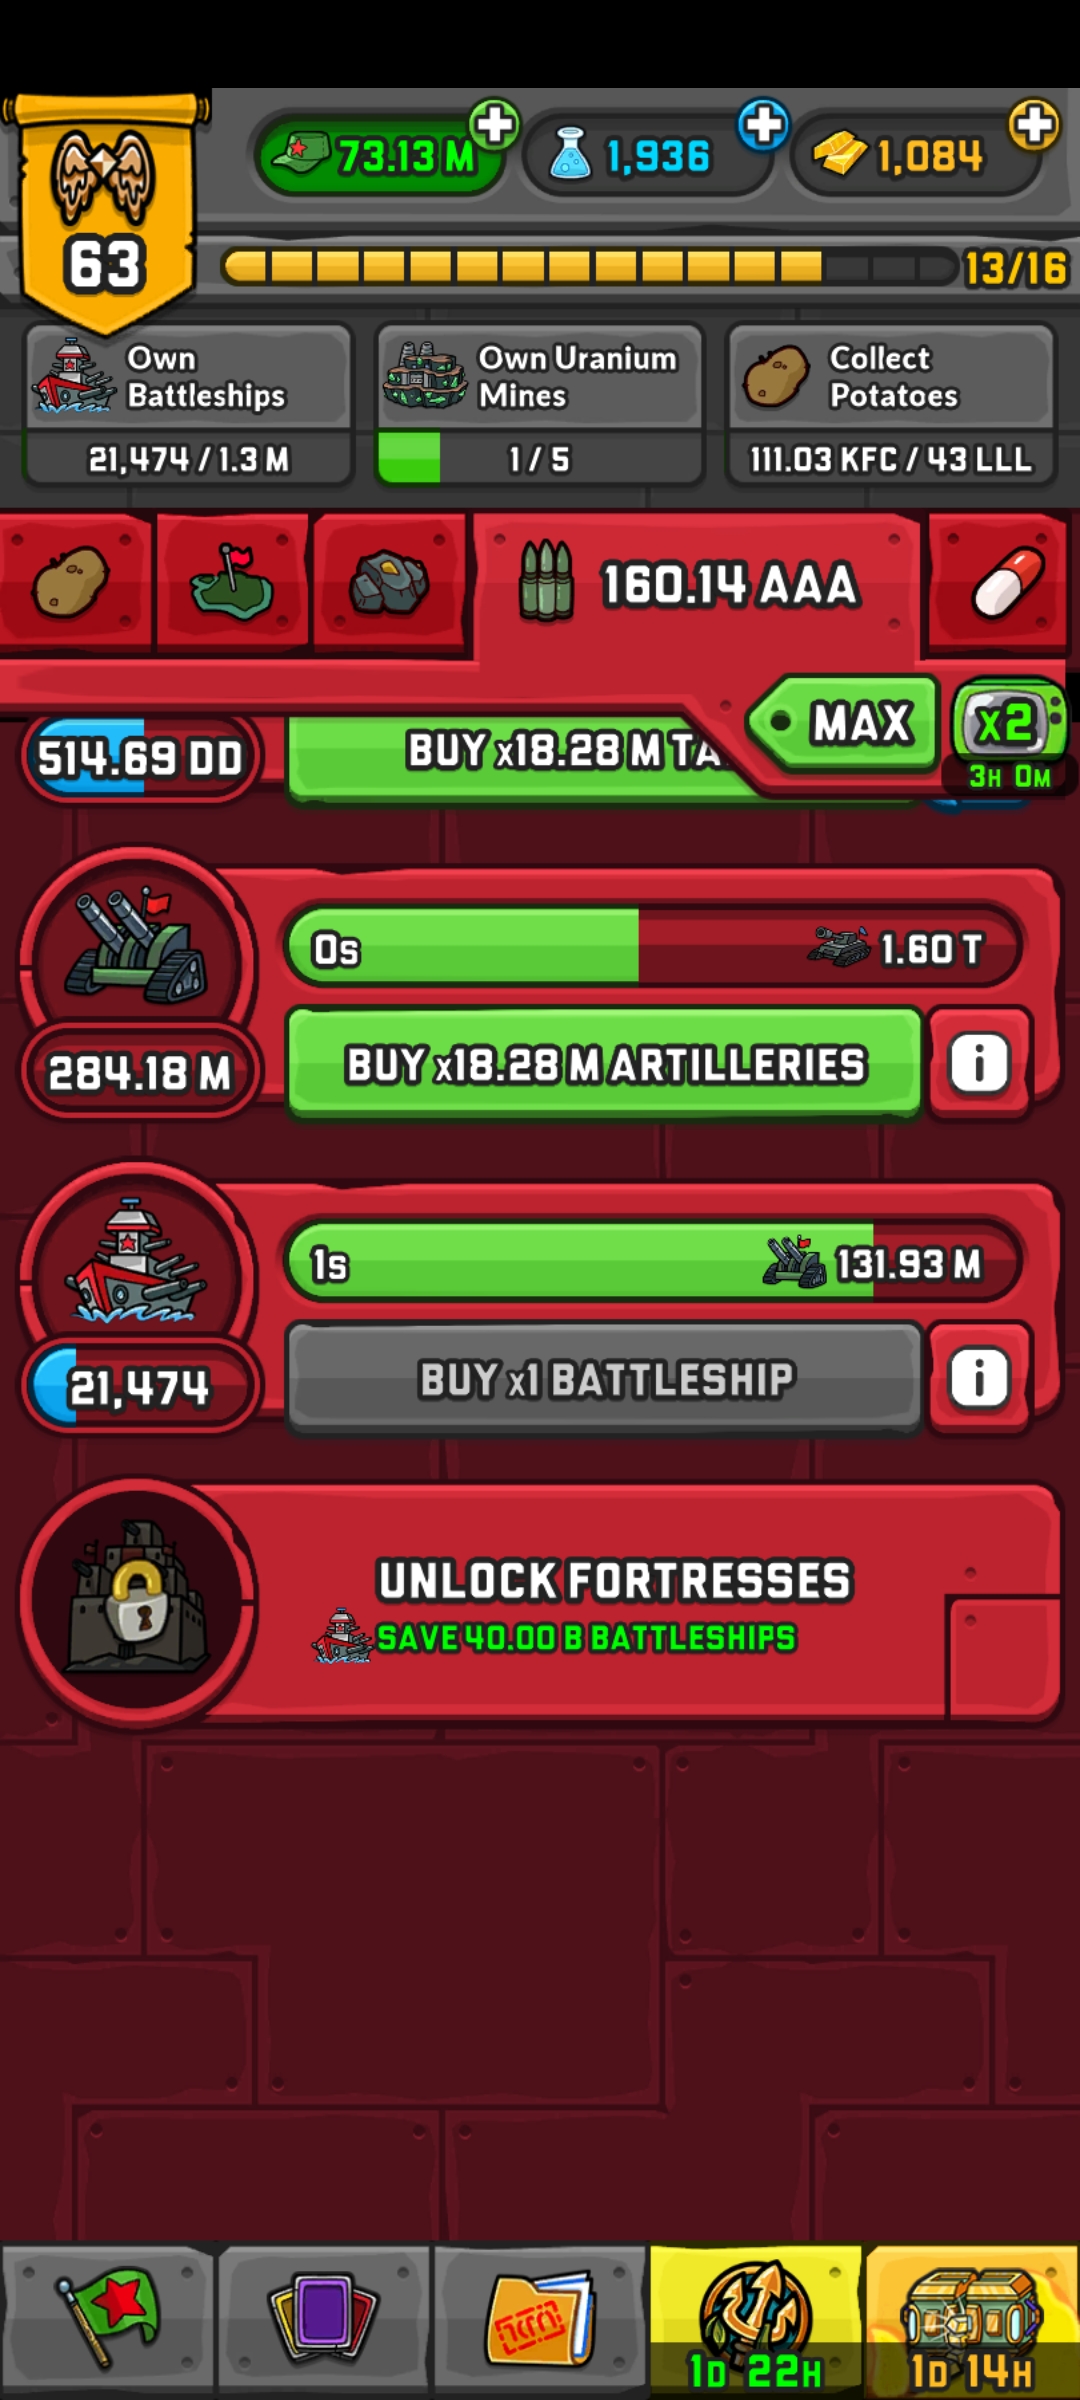 73.13 M
1,936
1,084
63
13/16
Own
Battleships
21,474 / 1.3 M
Own Uranium
Mines
1 / 5
Collect
Potatoes
111.03 KFC / 43 LLL
160.14 AAA
MAX
X2
3H 0M
514.69 DD
BUY x18.28 M TA
0s
1.60 T
284.18 M
BUY x18.28 M ARTILLERIES
i
1s
131.93 M
21,474
BUY x1 BATTLESHIP
i
UNLOCK FORTRESSES
SAVE 40.00 B BATTLESHIPS
1D 22H
1D 14H